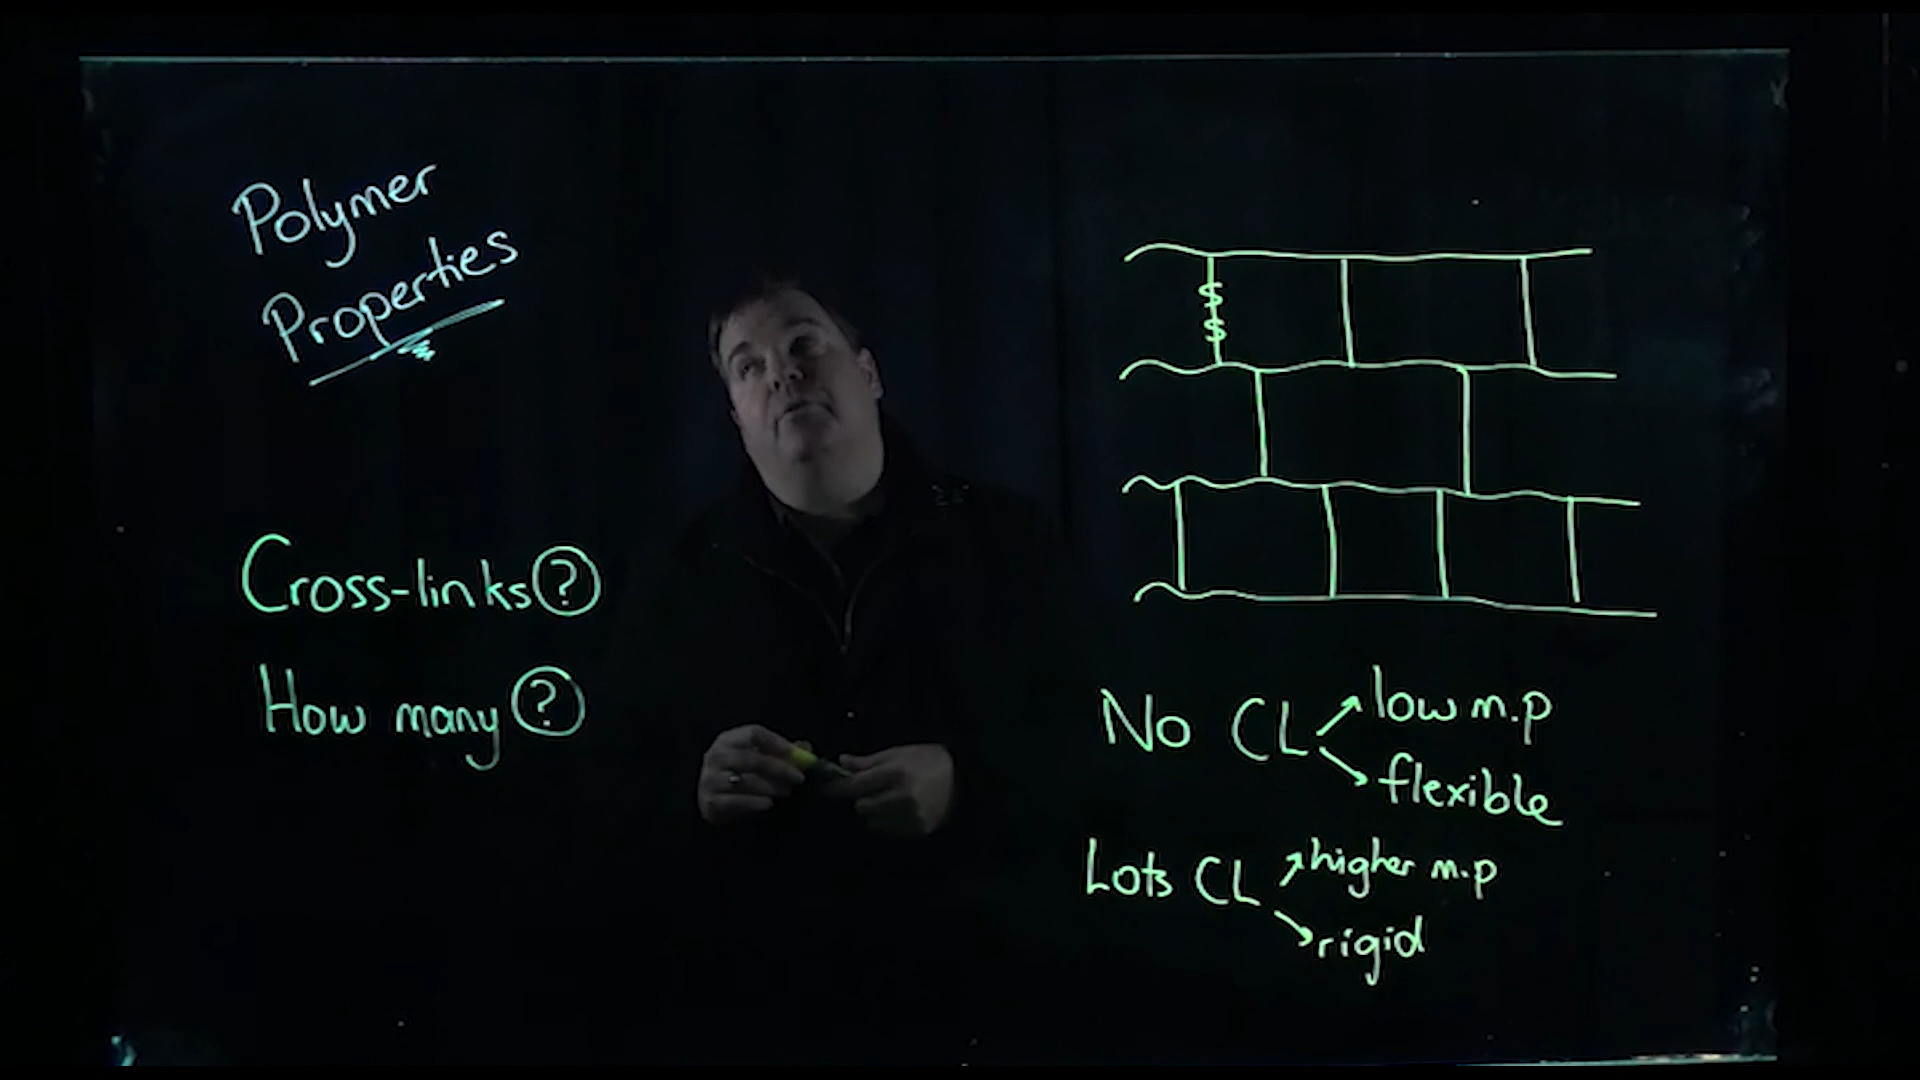 Polymer
Properties
Cross-links?
How many?
S
S
No CL
low m.p
flexible
Lots CL
higher m.p
rigid